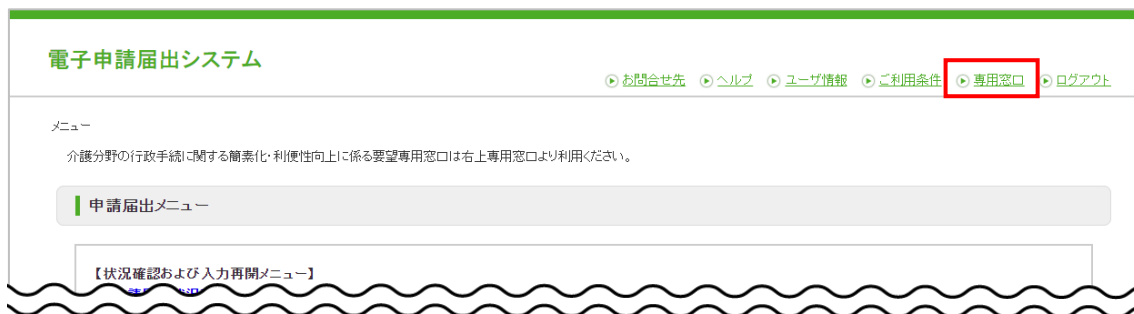 電子申請届出システム
お問合せ先 ヘルプ ユーザ情報 ご利用条件 専用窓口 ログアウト
メニュー
介護分野の行政手続に関する簡素化・利便性向上に係る要望専用窓口は右上専用窓口より利用ください。
申請届出メニュー
【状況確認および入力再開メニュー】